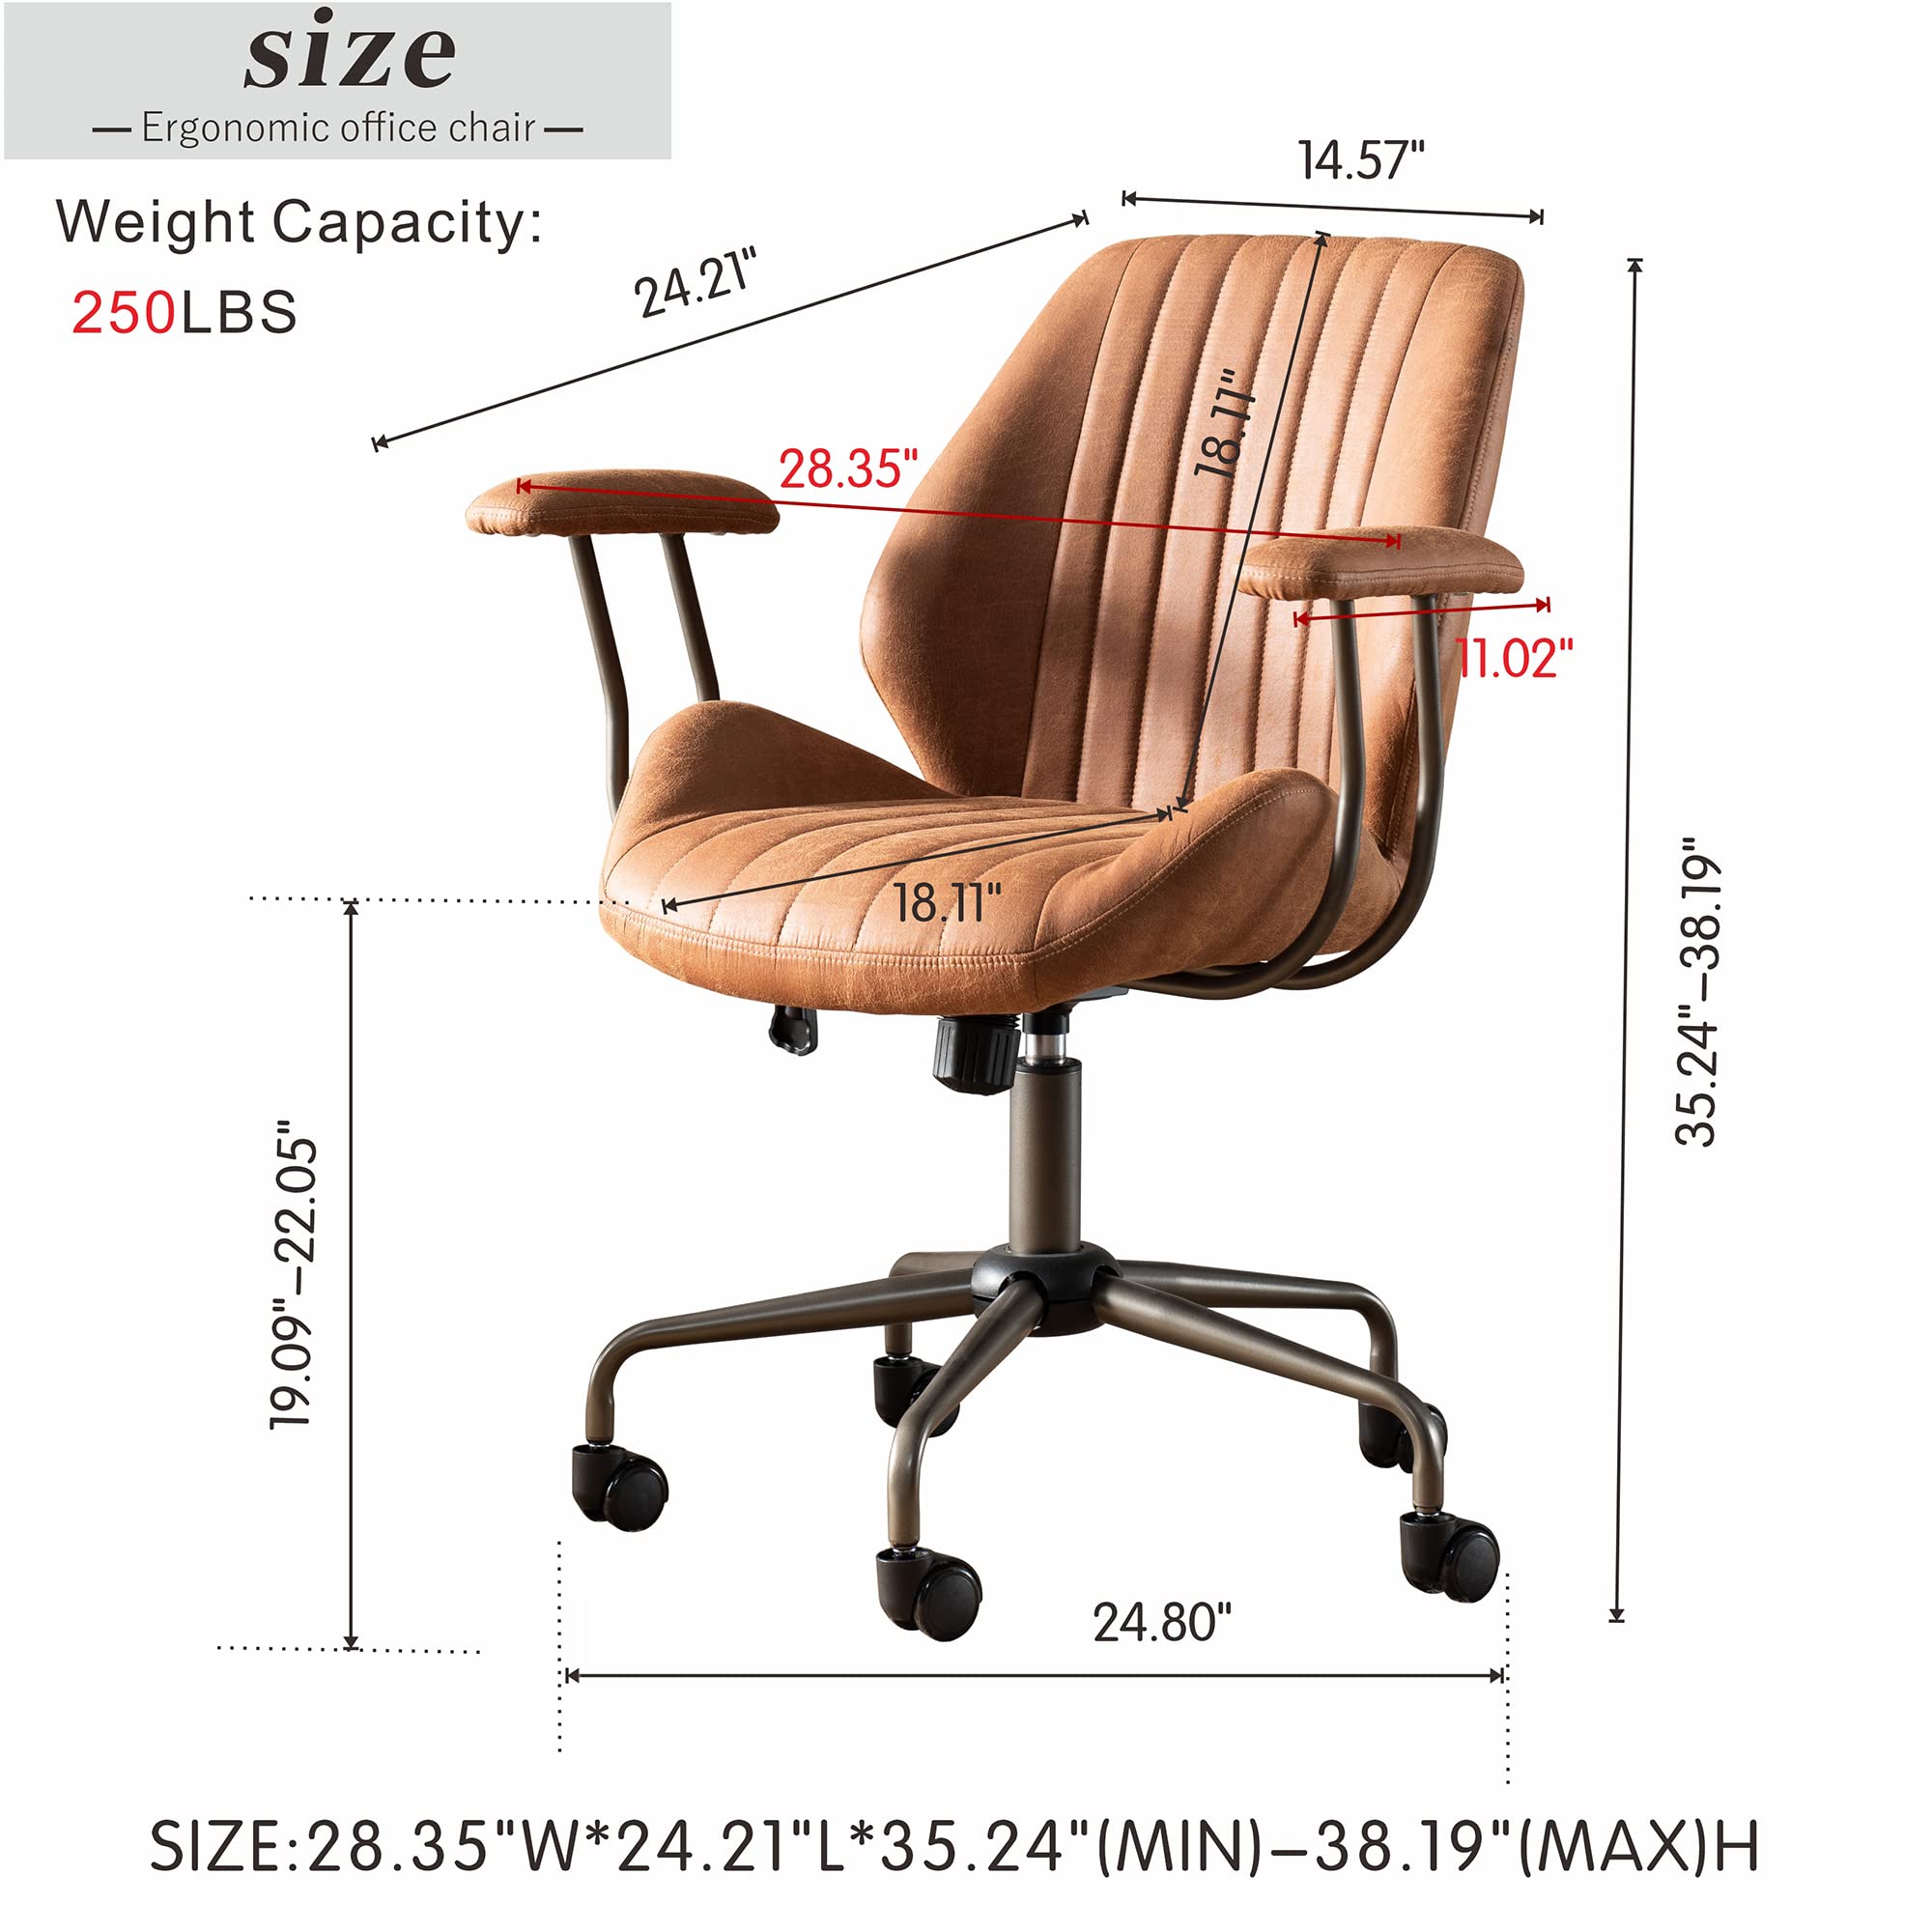 size
Ergonomic office chair
Weight Capacity:
250LBS
14.57"
24.21"
28.35"
18.11"
11.02"
18.11"
35.24"–38.19"
19.09"–22.05"
24.80"
SIZE:28.35"W*24.21"L*35.24"(MIN)–38.19"(MAX)H